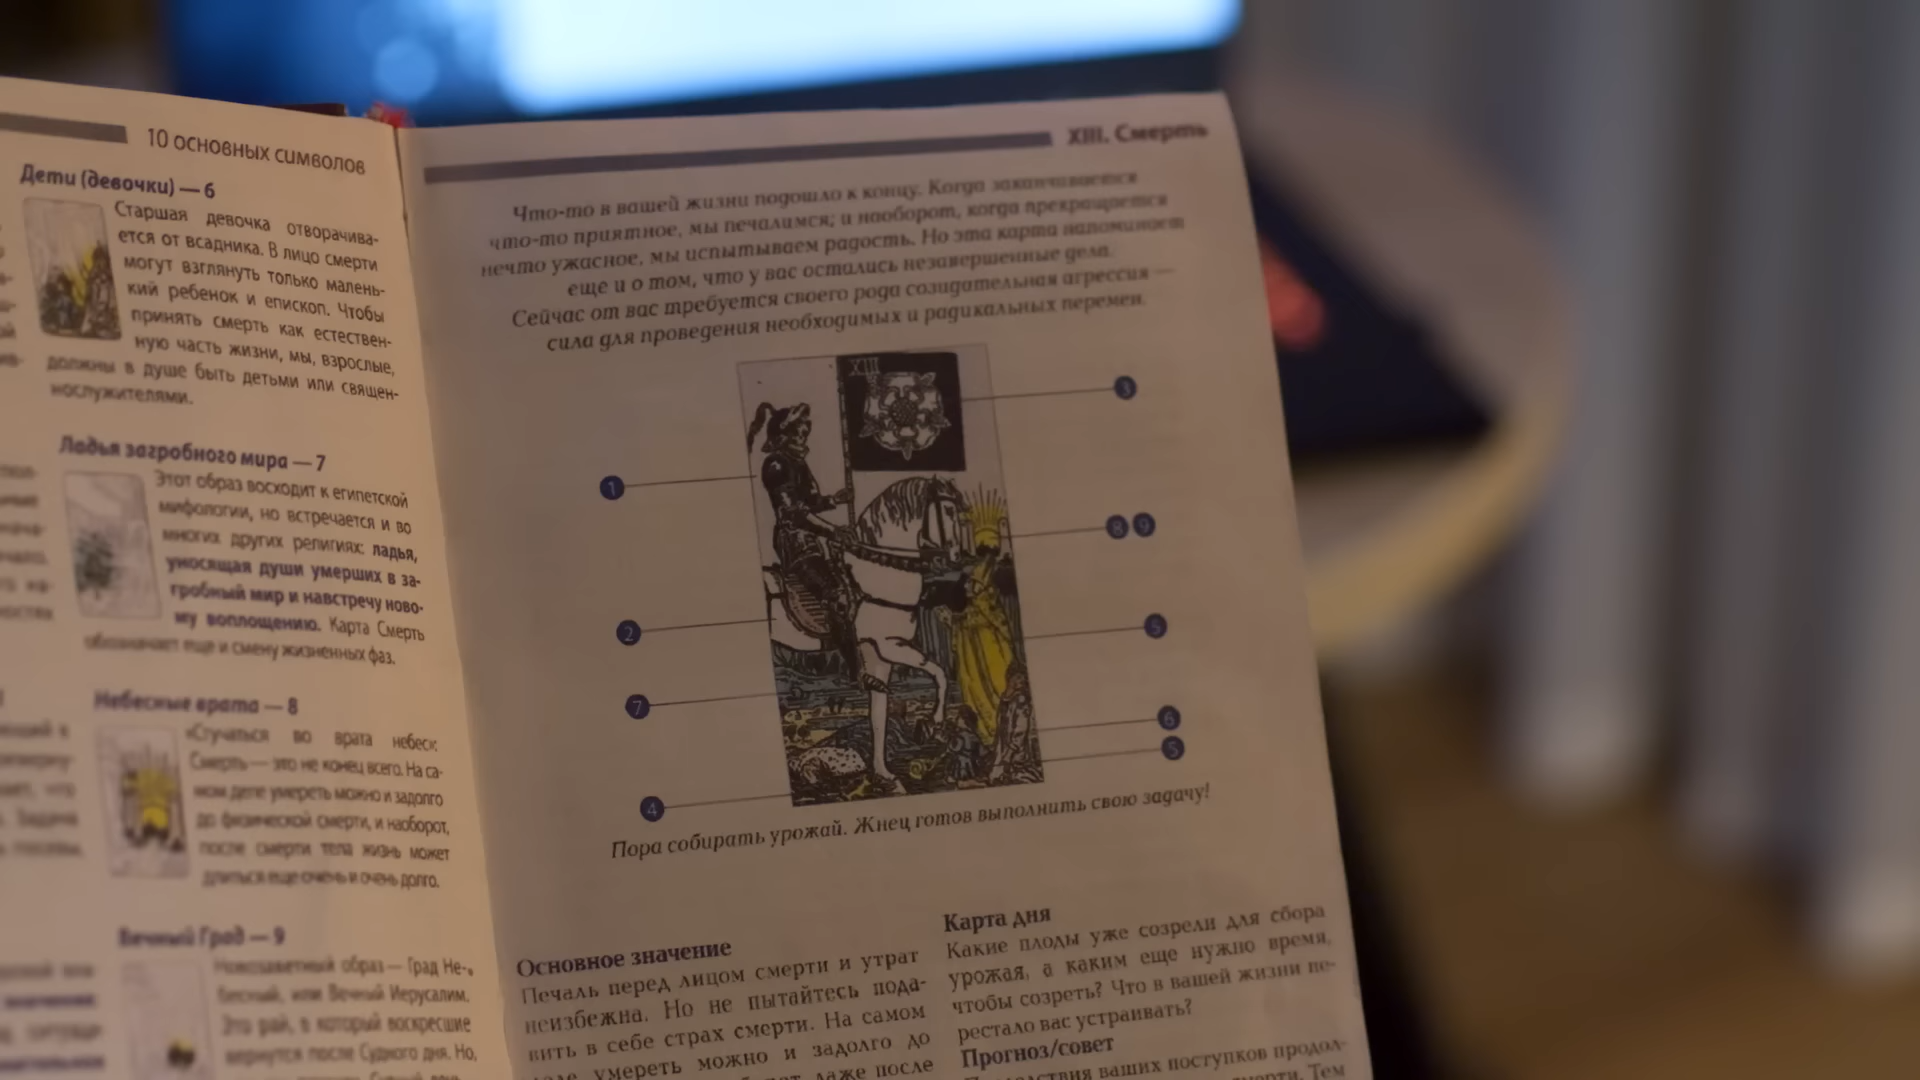 10 основных символов
Дети (девочки) — 6
Старшая девочка отворачива-
ется от всадника. В лицо смерти
могут взглянуть только малень-
кий ребенок и епископ. Чтобы
принять смерть как естествен-
ную часть жизни, мы, взрослые,
должны в душе быть детьми или священ-
нослужителями.
Ладья загробного мира — 7
Этот образ восходит к египетской
мифологии, но встречается и во
многих других религиях: ладья,
уносящая души умерших в за-
гробный мир и навстречу ново-
му воплощению. Карта Смерть
обозначает еще и смену жизненных фаз.
Небесные врата — 8
«Стучаться во врата небес»:
Смерть — это не конец всего. На са-
мом деле умереть можно и задолго
до физической смерти, и наоборот,
после смерти тела жизнь может
длиться еще очень и очень долго.
Вечный Град — 9
Новозаветный образ — Град Не-
бесный, или Вечный Иерусалим.
Это рай, в который воскресшие
вернутся после Судного дня. Но,
XIII. Смерть
Что-то в вашей жизни подошло к концу. Когда заканчивается
что-то приятное, мы печалимся; и наоборот, когда прекращается
нечто ужасное, мы испытываем радость. Но эта карта напоминает
еще и о том, что у вас остались незавершенные дела.
Сейчас от вас требуется своего рода созидательная агрессия —
сила для проведения необходимых и радикальных перемен.
XIII
3
1
8 9
2
5
7
6
5
4
Пора собирать урожай. Жнец готов выполнить свою задачу!
Основное значение
Печаль перед лицом смерти и утрат
неизбежна. Но не пытайтесь пода-
вить в себе страх смерти. На самом
деле умереть можно и задолго до
даже после
Карта дня
Какие плоды уже созрели для сбора
урожая, а каким еще нужно время,
чтобы созреть? Что в вашей жизни пе-
рестало вас устраивать?
Прогноз/совет
ваших поступков продол-
Тем